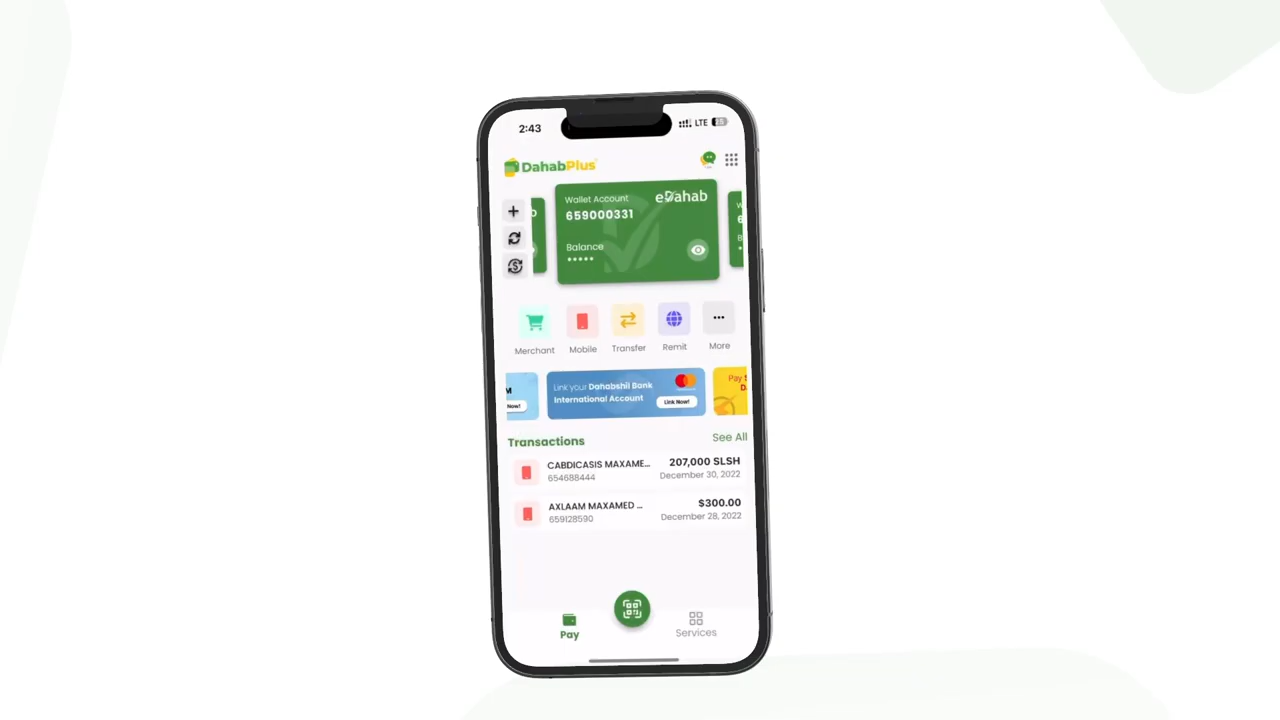 2:43
LTE
DahabPlus
Wallet Account
eDahab
659000331
Balance
*****
Merchant
Mobile
Transfer
Remit
More
M
Now!
Link your Dahabshil Bank
International Account
Link Now!
Pay
Transactions
See All
CABDICASIS MAXAME...
207,000 SLSH
654688444
December 30, 2022
AXLAAM MAXAMED ...
$300.00
659128590
December 28, 2022
Pay
Services